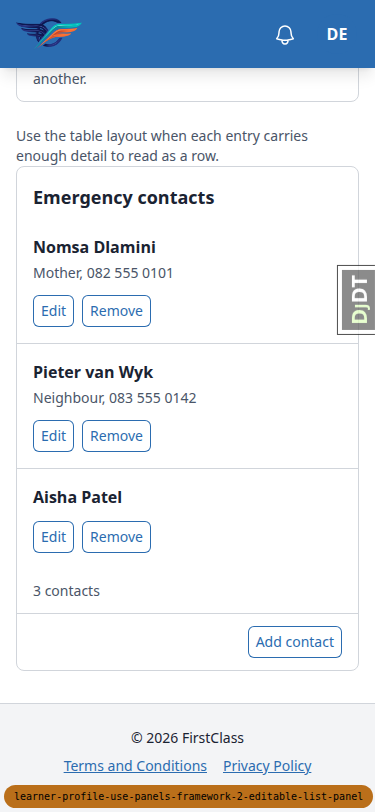 DE
another.
Use the table layout when each entry carries
enough detail to read as a row.
Emergency contacts
Nomsa Dlamini
Mother, 082 555 0101
Edit Remove
DjDT
Pieter van Wyk
Neighbour, 083 555 0142
Edit Remove
Aisha Patel
Edit Remove
3 contacts
Add contact
© 2026 FirstClass
Terms and Conditions Privacy Policy
learner-profile-use-panels-framework-2-editable-list-panel